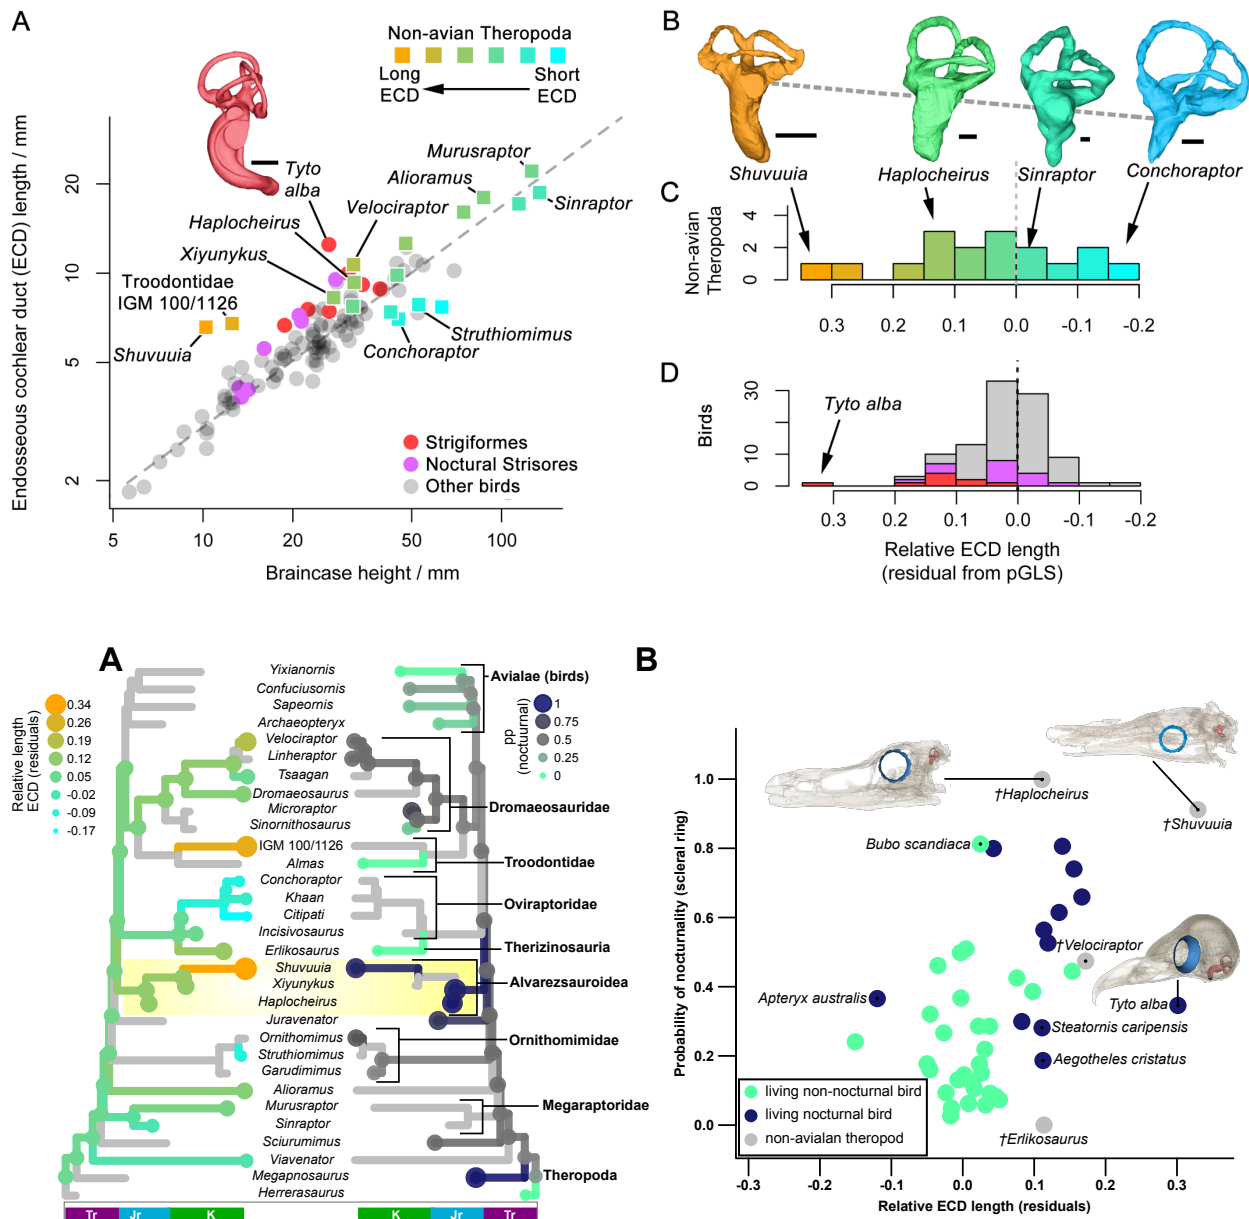 A
Non-avian Theropoda
Long
ECD
Short
ECD
Endosseous cochlear duct (ECD) length / mm
20
10
5
2
Tyto
alba
Murusraptor
Alioramus
Sinraptor
Haplocheirus
Velociraptor
Xiyunykus
Troodontidae
IGM 100/1126
Shuvuuia
Struthiomimus
Conchoraptor
Strigiformes
Noctural Strisores
Other birds
5 10 20 50 100
Braincase height / mm
B
Shuvuuia
Haplocheirus
Sinraptor
Conchoraptor
C
Non-avian
Theropoda
4
2
0
0.3 0.2 0.1 0.0 -0.1 -0.2
D
Birds
30
10
0
Tyto alba
0.3 0.2 0.1 0.0 -0.1 -0.2
Relative ECD length
(residual from pGLS)
A
Relative length
ECD (residuals)
0.34
0.26
0.19
0.12
0.05
-0.02
-0.09
-0.17
Yixianornis
Confuciusornis
Sapeornis
Archaeopteryx
Velociraptor
Linheraptor
Tsaagan
Dromaeosaurus
Microraptor
Sinornithosaurus
IGM 100/1126
Almas
Conchoraptor
Khaan
Citipati
Incisivosaurus
Erlikosaurus
Shuvuuia
Xiyunykus
Haplocheirus
Juravenator
Ornithomimus
Struthiomimus
Garudimimus
Alioramus
Murusraptor
Sinraptor
Sciurumimus
Viavenator
Megapnosaurus
Herrerasaurus
Avialae (birds)
pp
(noctuurnal)
1
0.75
0.5
0.25
0
Dromaeosauridae
Troodontidae
Oviraptoridae
Therizinosauria
Alvarezsauroidea
Ornithomimidae
Megaraptoridae
Theropoda
Tr Jr K
K Jr Tr
B
Probability of nocturnality (scleral ring)
1.0
0.8
0.6
0.4
0.2
0.0
†Haplocheirus
†Shuvuuia
Bubo scandiaca
†Velociraptor
Apteryx australis
Tyto alba
Steatornis caripensis
Aegotheles cristatus
†Erlikosaurus
living non-nocturnal bird
living nocturnal bird
non-avialan theropod
-0.3 -0.2 -0.1 0.0 0.1 0.2 0.3
Relative ECD length (residuals)